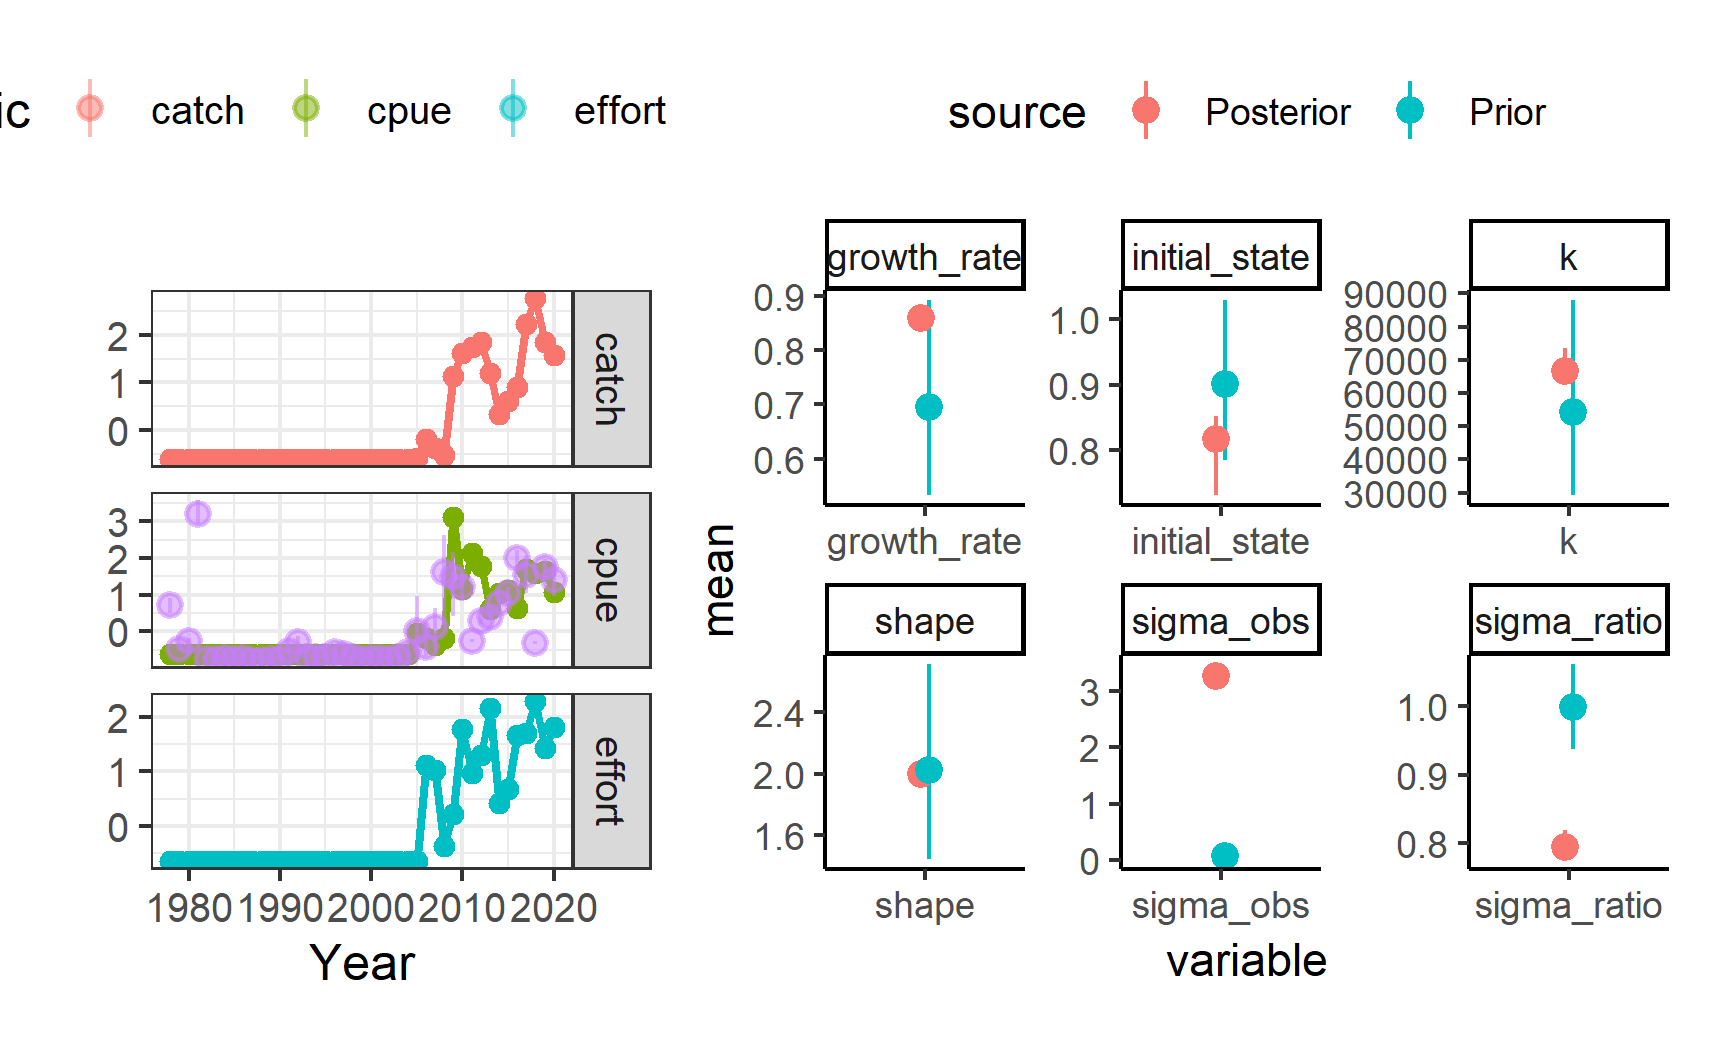 ic catch cpue effort
source Posterior Prior
2
1
0
catch
3
2
1
0
cpue
2
1
0
effort
1980 1990 2000 2010 2020
Year
mean
growth_rate
0.9
0.8
0.7
0.6
growth_rate
initial_state
1.0
0.9
0.8
initial_state
k
90000
80000
70000
60000
50000
40000
30000
k
shape
2.4
2.0
1.6
shape
sigma_obs
3
2
1
0
sigma_obs
sigma_ratio
1.0
0.9
0.8
sigma_ratio
variable